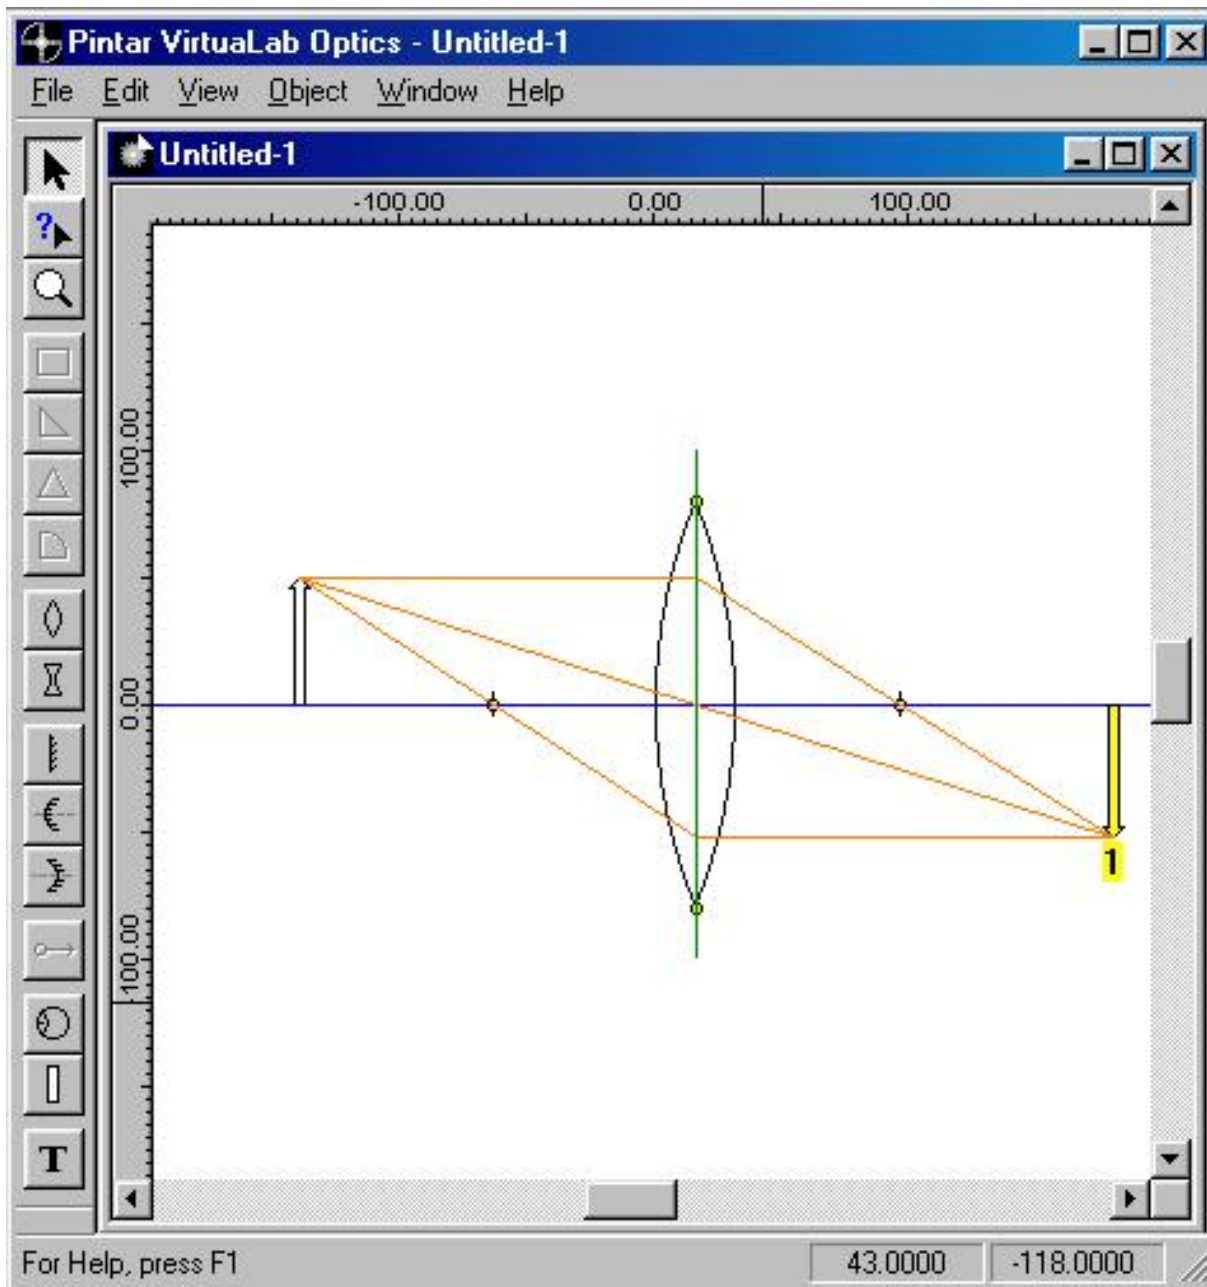 Pintar VirtuaLab Optics - Untitled-1
File Edit View Object Window Help
Untitled-1
-100.00 0.00 100.00
100.00
0.00
-100.00
?
1
T
For Help, press F1 43.0000 -118.0000